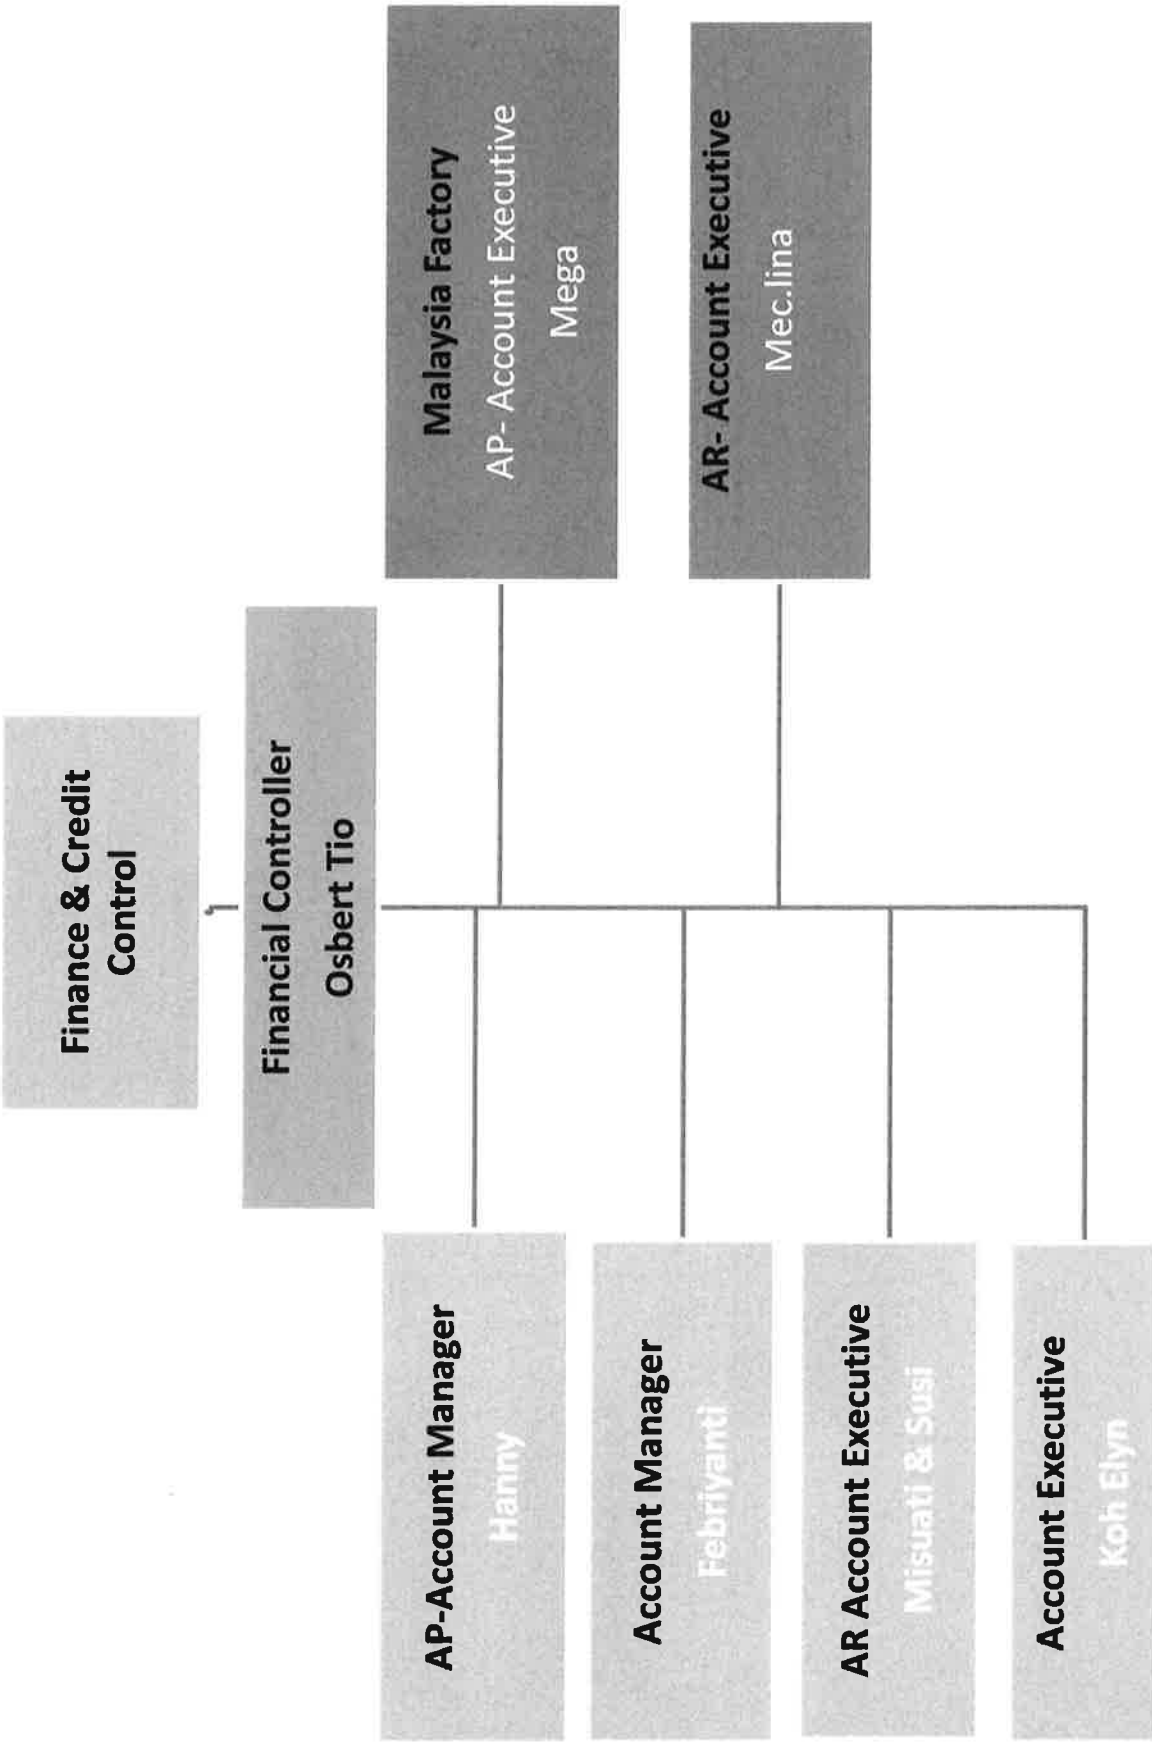 Finance & Credit
Control
Financial Controller
Osbert Tio
AP-Account Manager
Hanny
Account Manager
Febriyanti
AR Account Executive
Misuati & Susi
Account Executive
Koh Elyn
Malaysia Factory
AP- Account Executive
Mega
AR- Account Executive
Mec.lina